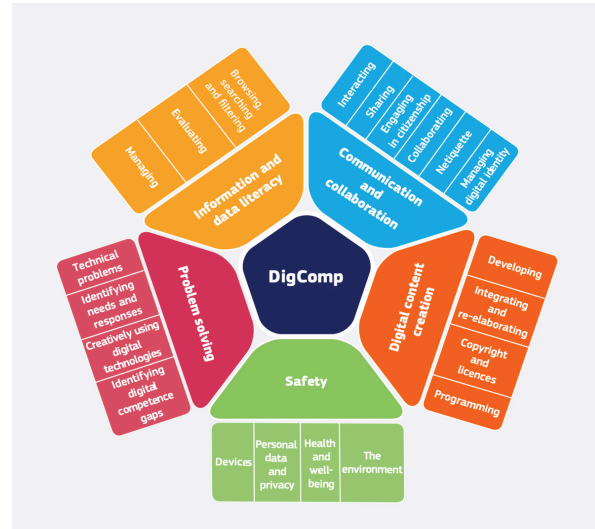 DigComp
Information and
data literacy
Browsing,
searching
and filtering
Evaluating
Managing
Communication
and
collaboration
Interacting
Sharing
Engaging
in citizenship
Collaborating
Netiquette
Managing
digital identity
Digital content
creation
Developing
Integrating
and
re-elaborating
Copyright
and
licences
Programming
Safety
Devices
Personal
data
and
privacy
Health
and
well-
being
The
environment
Problem solving
Technical
problems
Identifying
needs and
responses
Creatively using
digital
technologies
Identifying
digital
competence
gaps